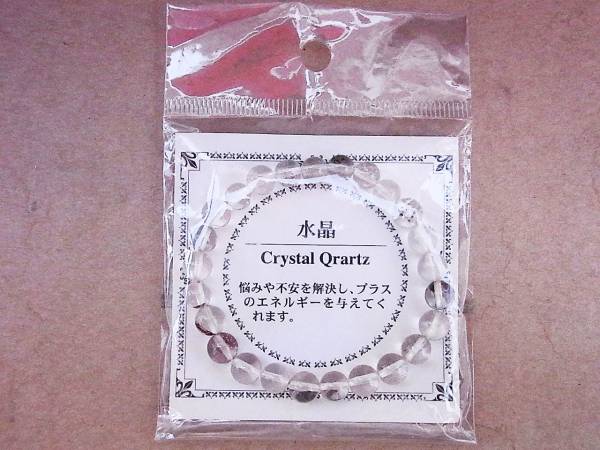 水晶
Crystal Qrartz
悩みや不安を解決し、プラス
のエネルギーを与えてく
れます。